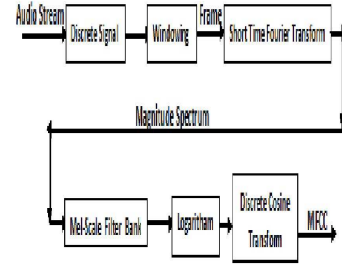 Audio Stream
Discrete Signal
Windowing
Frame
Short Time Fourier Transform
Magnitude Spectrum
Mel-Scale Filter Bank
Logaritham
Discrete Cosine
Transform
MFCC